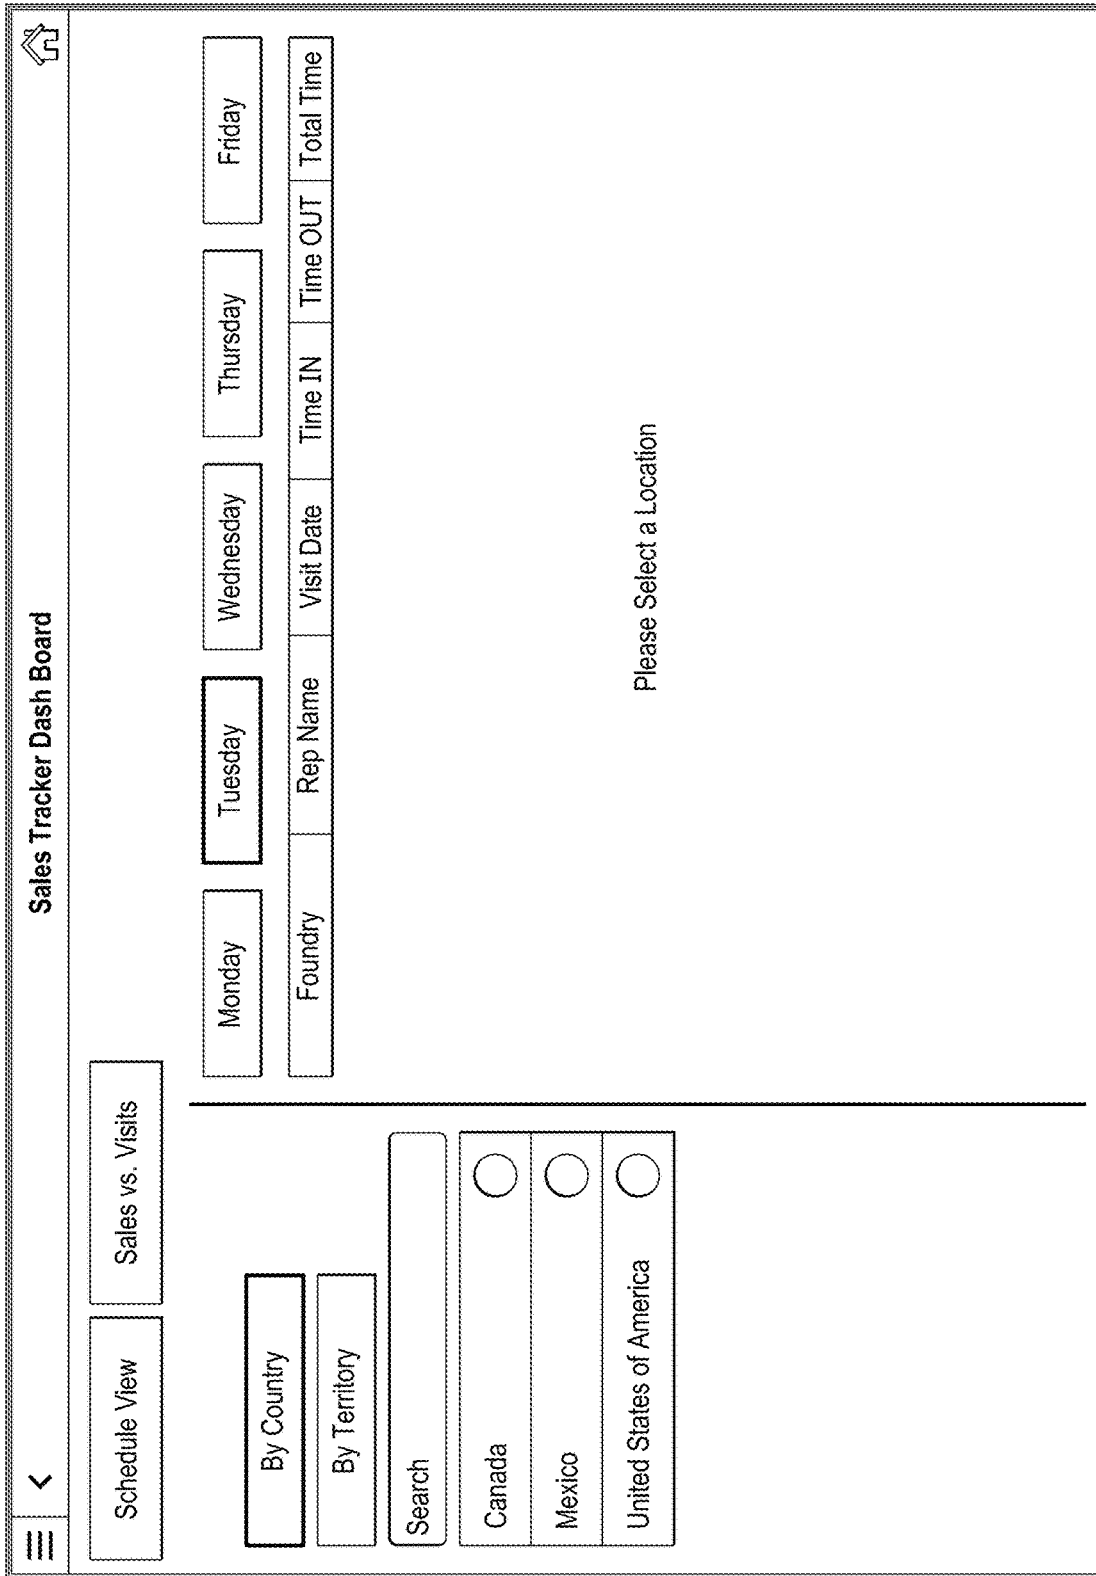 Sales Tracker Dash Board
Schedule View
Sales vs. Visits
By Country
By Territory
Search
Canada
Mexico
United States of America
Monday
Tuesday
Wednesday
Thursday
Friday
Foundry
Rep Name
Visit Date
Time IN
Time OUT
Total Time
Please Select a Location